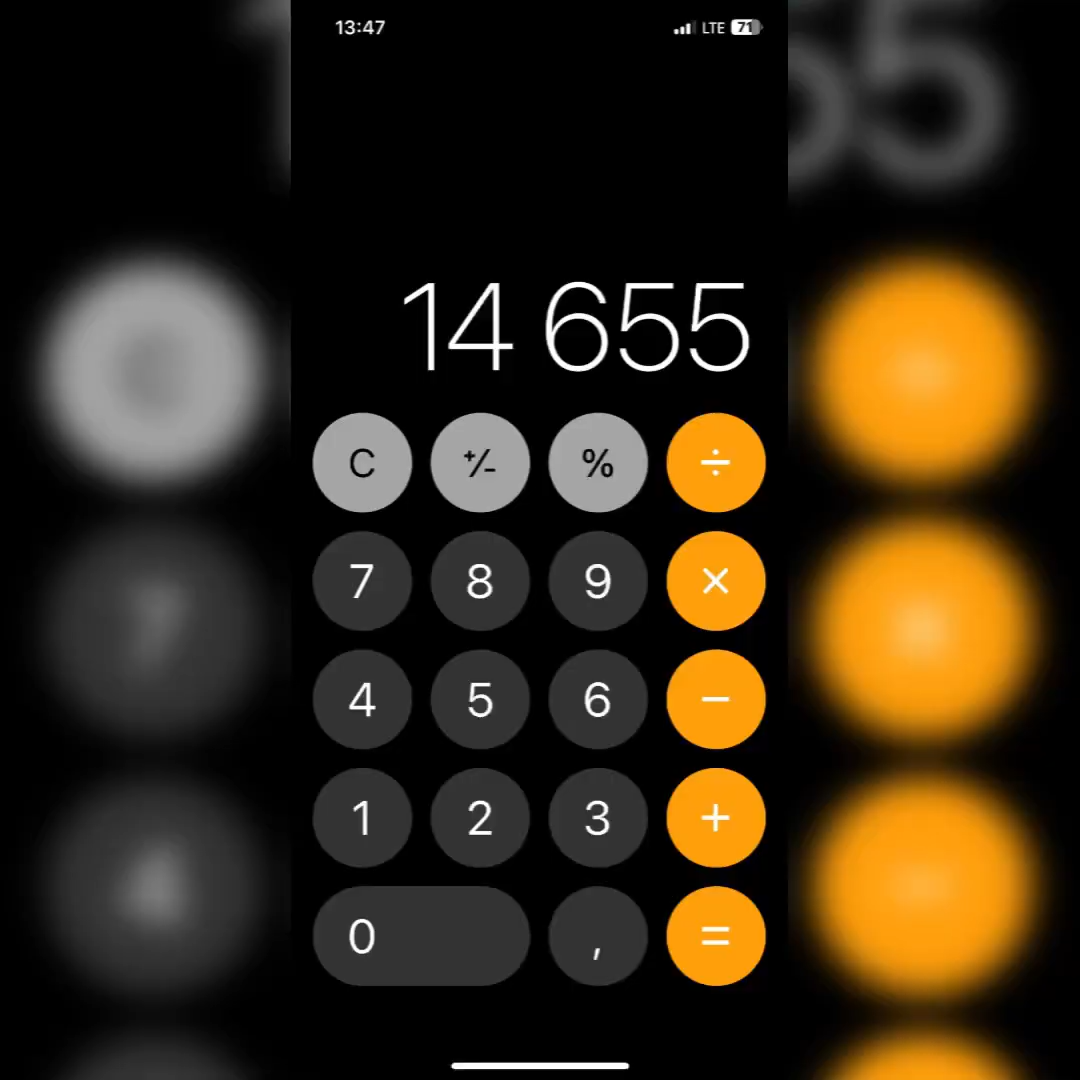 13:47 LTE 71
14 655
C +/- % ÷
7 8 9 ×
4 5 6 −
1 2 3 +
0 , =